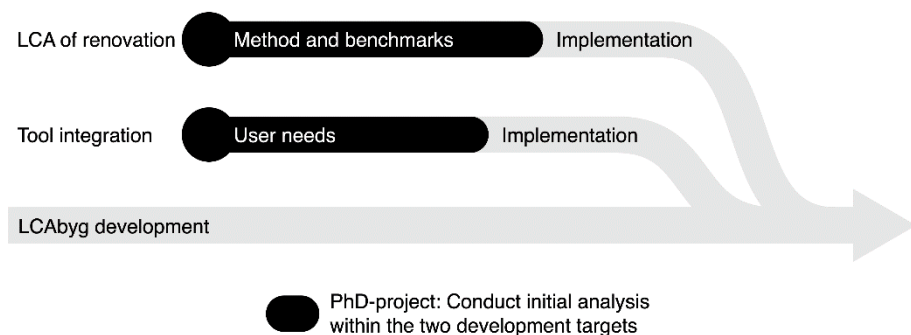 LCA of renovation Method and benchmarks Implementation
Tool integration User needs Implementation
LCAbyg development
PhD-project: Conduct initial analysis
within the two development targets